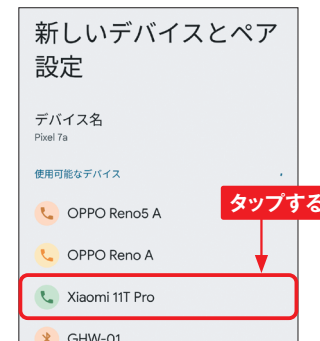 新しいデバイスとペア
設定
デバイス名
Pixel 7a
使用可能なデバイス
タップする
OPPO Reno5 A
OPPO Reno A
Xiaomi 11T Pro
GHW-01